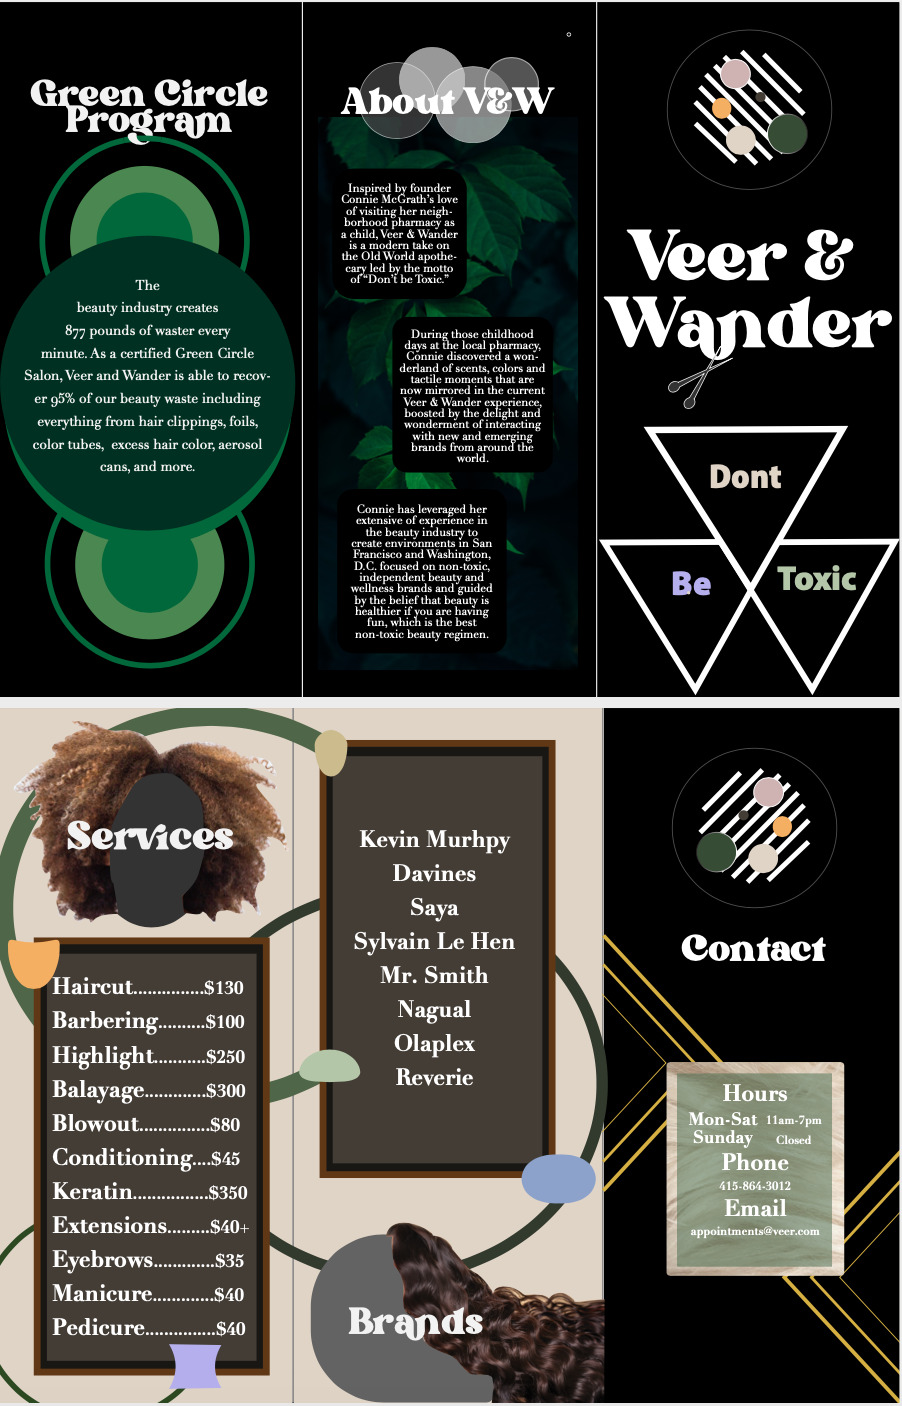 Green Circle
Program
The
beauty industry creates
877 pounds of waster every
minute. As a certified Green Circle
Salon, Veer and Wander is able to recov-
er 95% of our beauty waste including
everything from hair clippings, foils,
color tubes, excess hair color, aerosol
cans, and more.
About V&W
Inspired by founder
Connie McGrath's love
of visiting her neigh-
borhood pharmacy as
a child, Veer & Wander
is a modern take on
the Old World apothe-
cary led by the motto
of "Don't be Toxic."
During those childhood
days at the local pharmacy,
Connie discovered a won-
derland of scents, colors and
tactile moments that are
now mirrored in the current
Veer & Wander experience,
boosted by the delight and
wonderment of interacting
with new and emerging
brands from around the
world.
Connie has leveraged her
extensive of experience in
the beauty industry to
create environments in San
Francisco and Washington,
D.C. focused on non-toxic,
independent beauty and
wellness brands and guided
by the belief that beauty is
healthier if you are having
fun, which is the best
non-toxic beauty regimen.
Veer &
Wander
Dont
Be
Toxic
Services
Haircut..............$130
Barbering..........$100
Highlight...........$250
Balayage............$300
Blowout...............$80
Conditioning....$45
Keratin................$350
Extensions.........$40+
Eyebrows.............$35
Manicure.............$40
Pedicure...............$40
Kevin Murhpy
Davines
Saya
Sylvain Le Hen
Mr. Smith
Nagual
Olaplex
Reverie
Brands
Contact
Hours
Mon-Sat 11am-7pm
Sunday Closed
Phone
415-864-3012
Email
appointments@veer.com